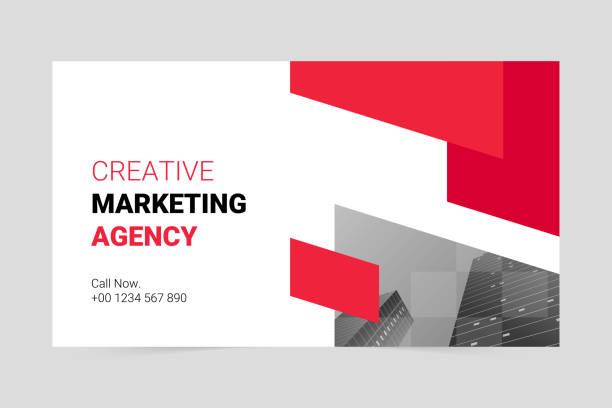 CREATIVE
MARKETING
AGENCY
Call Now.
+00 1234 567 890